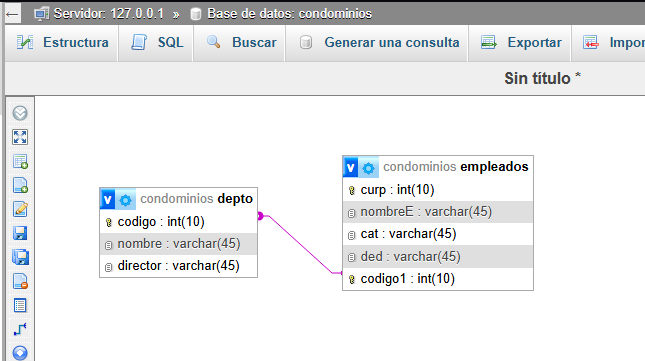 Servidor: 127.0.0.1 » Base de datos: condominios
Estructura SQL Buscar Generar una consulta Exportar Impor
Sin título *
v condominios depto
codigo : int(10)
nombre : varchar(45)
director : varchar(45)
v condominios empleados
curp : int(10)
nombreE : varchar(45)
cat : varchar(45)
ded : varchar(45)
codigo1 : int(10)